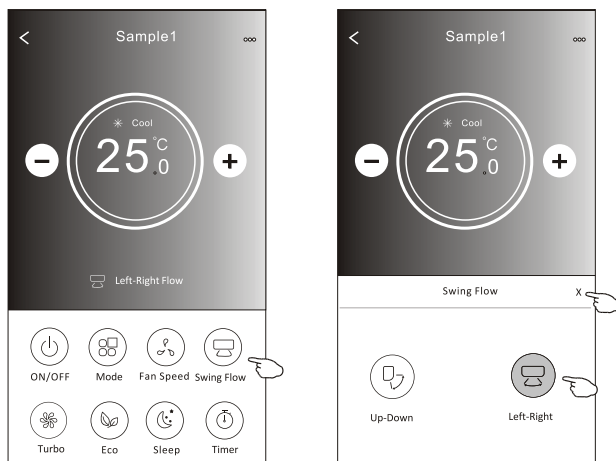 Sample1
Cool
25.0°C
Left-Right Flow
ON/OFF Mode Fan Speed Swing Flow
Turbo Eco Sleep Timer
Sample1
Cool
25.0°C
Swing Flow X
Up-Down Left-Right